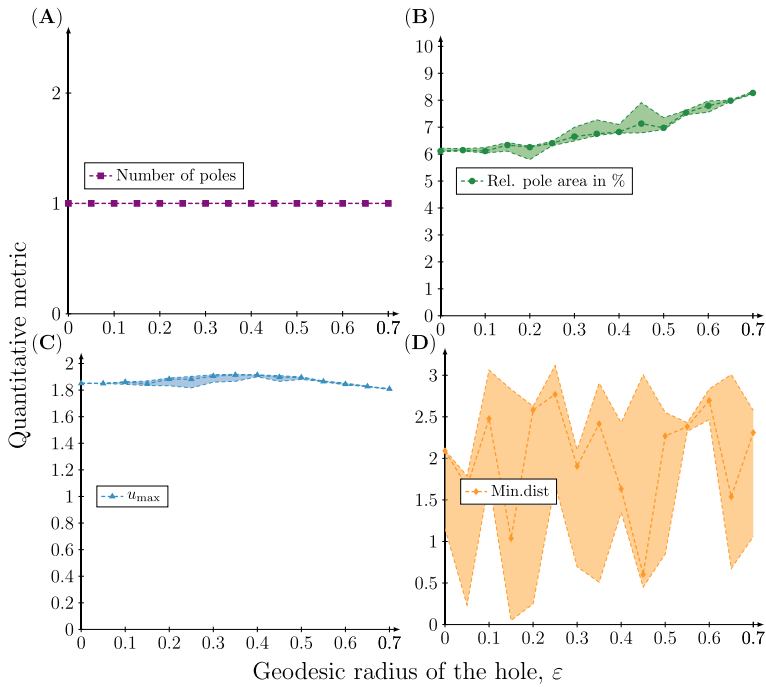 (A)
2
1
0
Number of poles
0 0.1 0.2 0.3 0.4 0.5 0.6 0.7
(B)
10
9
8
7
6
5
4
3
2
1
0
Rel. pole area in %
0 0.1 0.2 0.3 0.4 0.5 0.6 0.7
Quantitative metric
(C)
2
1.8
1.6
1.4
1.2
1
0.8
0.6
0.4
0.2
0
u_max
0 0.1 0.2 0.3 0.4 0.5 0.6 0.7
(D)
3
2.5
2
1.5
1
0.5
0
Min.dist
0 0.1 0.2 0.3 0.4 0.5 0.6 0.7
Geodesic radius of the hole, ε